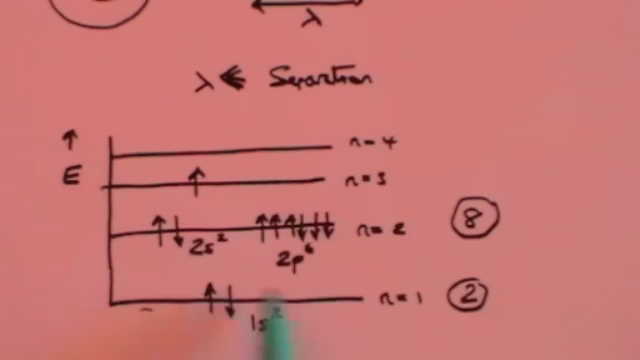 λ
λ ⋘ Separation
E
n=4
n=3
2s² 2p⁶ n=2 8
1s² n=1 2